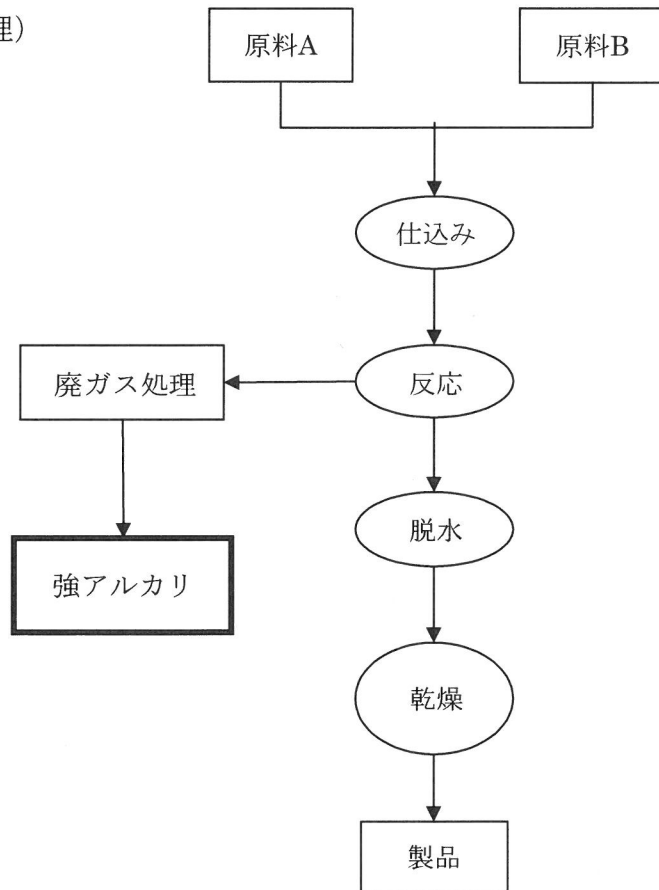 理）
原料A
原料B
仕込み
反応
廃ガス処理
脱水
強アルカリ
乾燥
製品